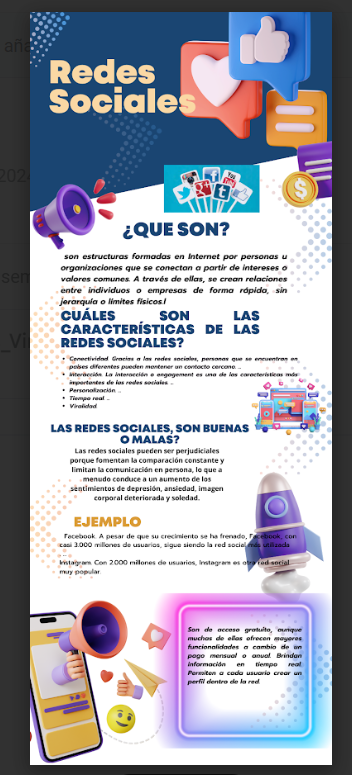 Redes
Sociales
¿QUE SON?
son estructuras formadas en Internet por personas u
organizaciones que se conectan a partir de intereses o
valores comunes. A través de ellas, se crean relaciones
entre individuos o empresas de forma rápida, sin
jerarquía o límites físicos.l
CUÁLES SON LAS
CARACTERÍSTICAS DE LAS
REDES SOCIALES?
Conectividad. Gracias a las redes sociales, personas que se encuentran en
países diferentes pueden mantener un contacto cercano. ...
Interacción. La interacción o engagement es una de las características más
importantes de las redes sociales. ...
Personalización. ...
Tiempo real. ...
Viralidad.
LAS REDES SOCIALES, SON BUENAS
O MALAS?
Las redes sociales pueden ser perjudiciales
porque fomentan la comparación constante y
limitan la comunicación en persona, lo que a
menudo conduce a un aumento de los
sentimientos de depresión, ansiedad, imagen
corporal deteriorada y soledad.
EJEMPLO
Facebook. A pesar de que su crecimiento se ha frenado, Facebook, con
casi 3.000 millones de usuarios, sigue siendo la red social más utilizada
Instagram. Con 2.000 millones de usuarios, Instagram es otra red social
muy popular.
Son de acceso gratuito, aunque
muchas de ellas ofrecen mayores
funcionalidades a cambio de un
pago mensual o anual. Brindan
información en tiempo real.
Permiten a cada usuario crear un
perfil dentro de la red.